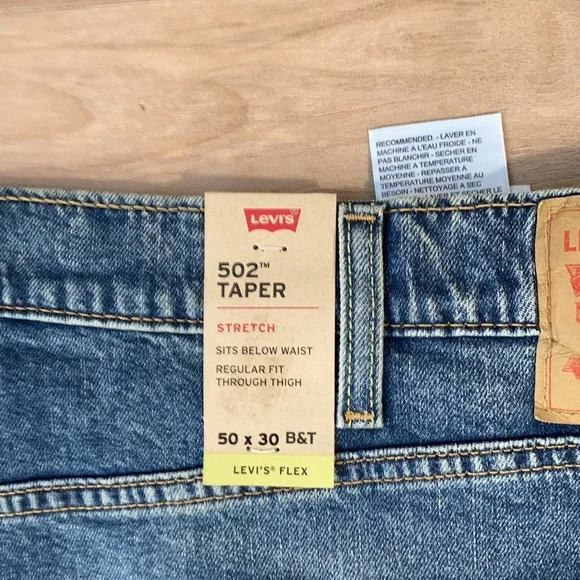 RECOMMENDED. - LAVER EN
MACHINE A L'EAU FROIDE - NE
PAS BLANCHIR - SECHER EN
MACHINE A TEMPERATURE
MOYENNE - REPASSER A
TEMPERATURE MOYENNE AU
BESOIN - NETTOYAGE A SEC
LEVI'S
502™
TAPER
STRETCH
SITS BELOW WAIST
REGULAR FIT
THROUGH THIGH
50 x 30 B&T
LEVI'S® FLEX